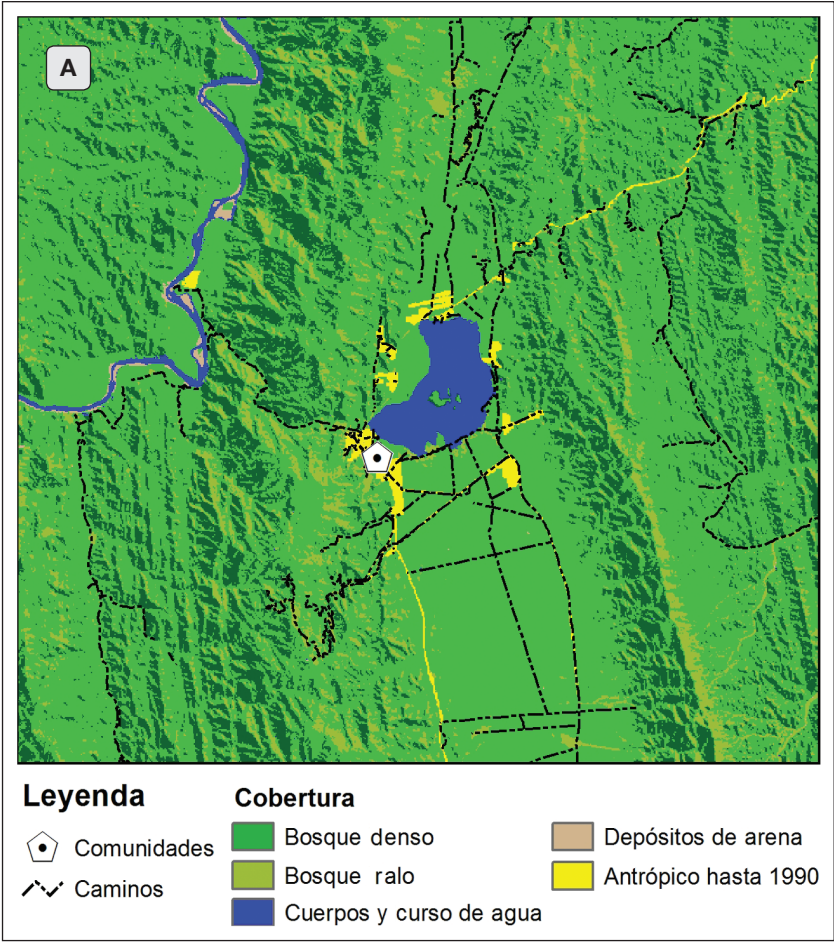 A
Leyenda
Comunidades
Caminos
Cobertura
Bosque denso
Bosque ralo
Cuerpos y curso de agua
Depósitos de arena
Antrópico hasta 1990